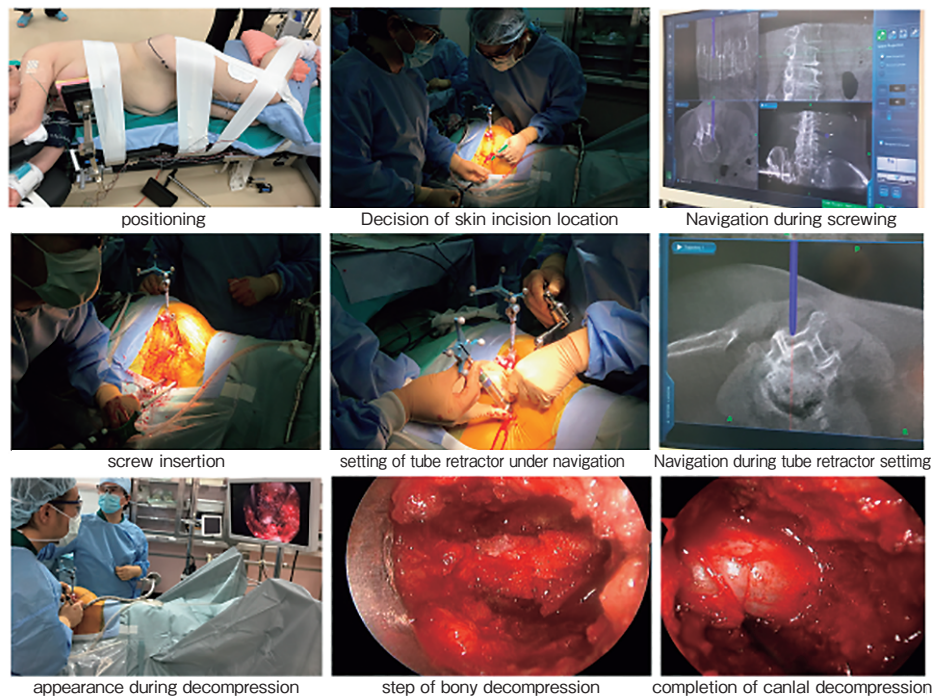 positioning
Decision of skin incision location
Navigation during screwing
screw insertion
setting of tube retractor under navigation
Navigation during tube retractor settimg
appearance during decompression
step of bony decompression
completion of canlal decompression